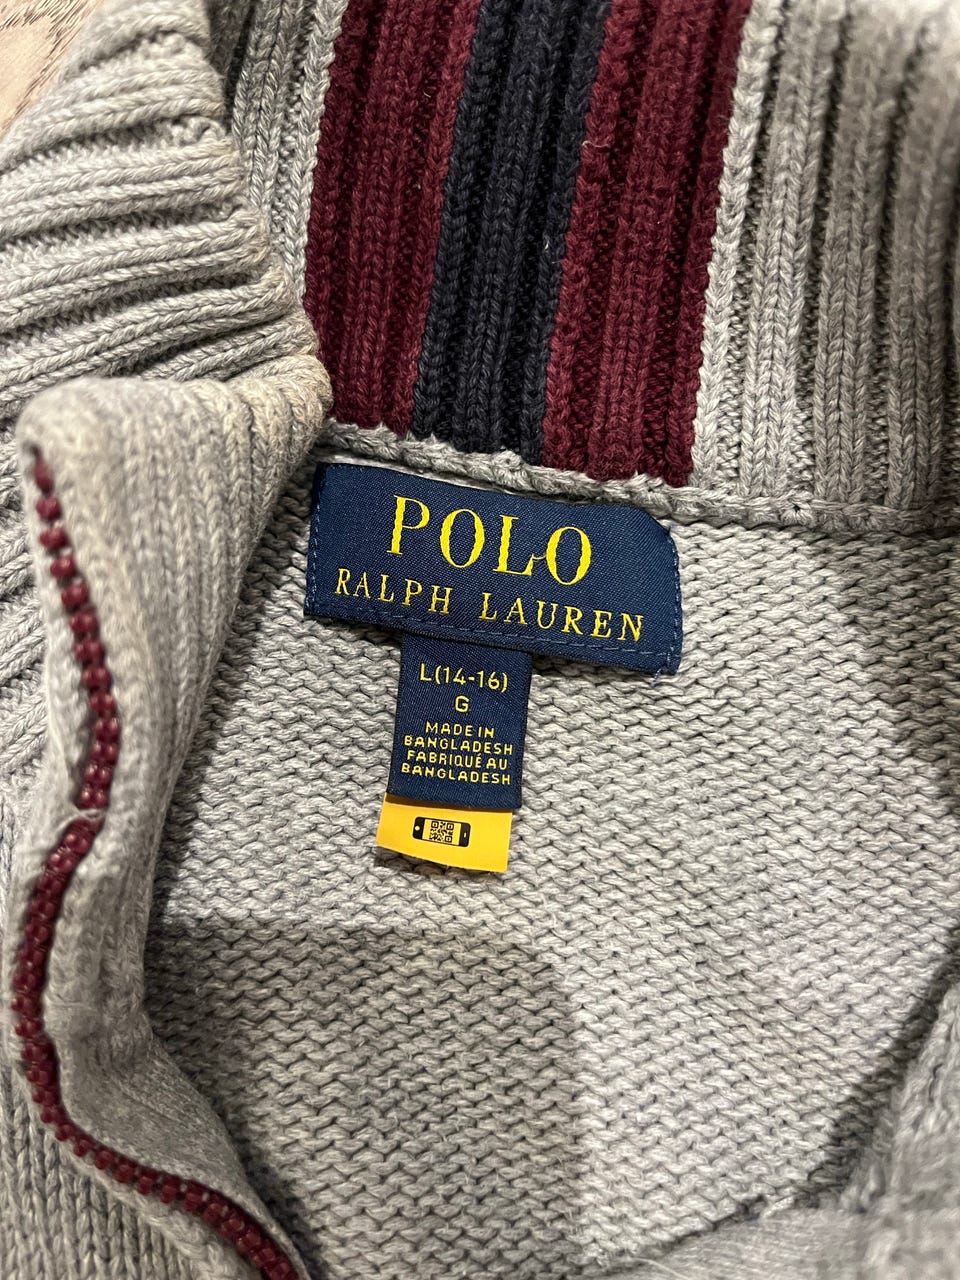 POLO
RALPH LAUREN
L(14-16)
G
MADE IN
BANGLADESH
FABRIQUÉ AU
BANGLADESH